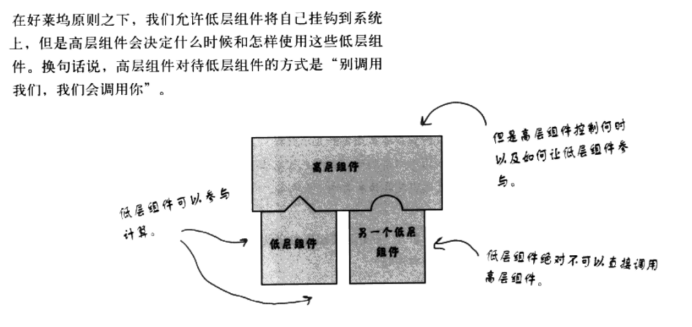 在好莱坞原则之下，我们允许低层组件将自己挂钩到系统
上，但是高层组件会决定什么时候和怎样使用这些低层组
件。换句话说，高层组件对待低层组件的方式是“别调用
我们，我们会调用你”。
但是高层组件控制何时
以及如何让低层组件参
与。
高层组件
低层组件可以参与
计算。
低层组件
另一个低层
组件
低层组件绝对不可以直接调用
高层组件。